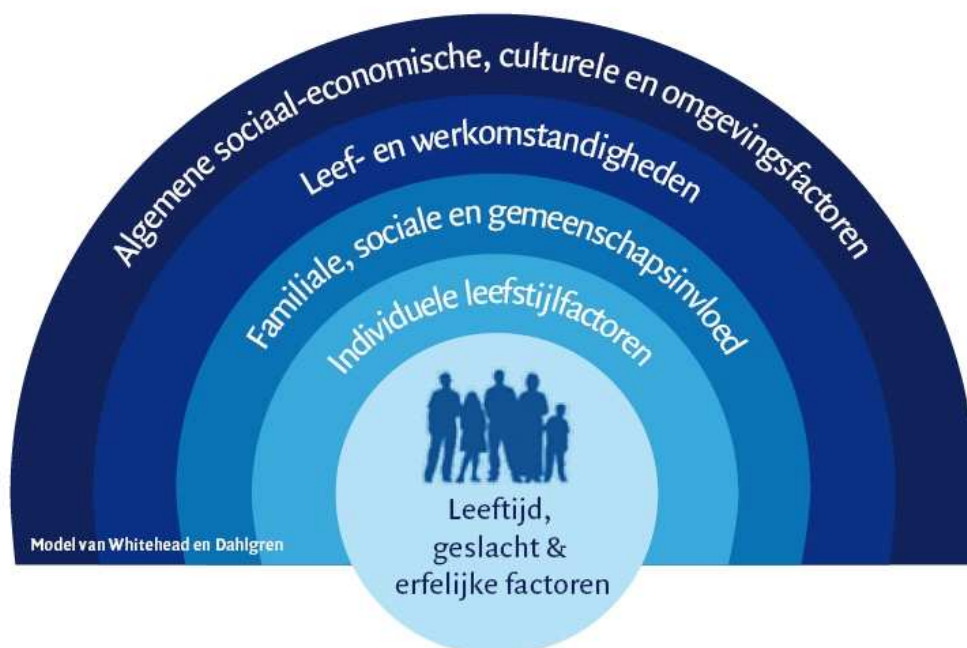 Algemene sociaal-economische, culturele en omgevingsfactoren
Leef- en werkomstandigheden
Familiale, sociale en gemeenschapsinvloed
Individuele leefstijlfactoren
Leeftijd,
geslacht &
erfelijke factoren
Model van Whitehead en Dahlgren